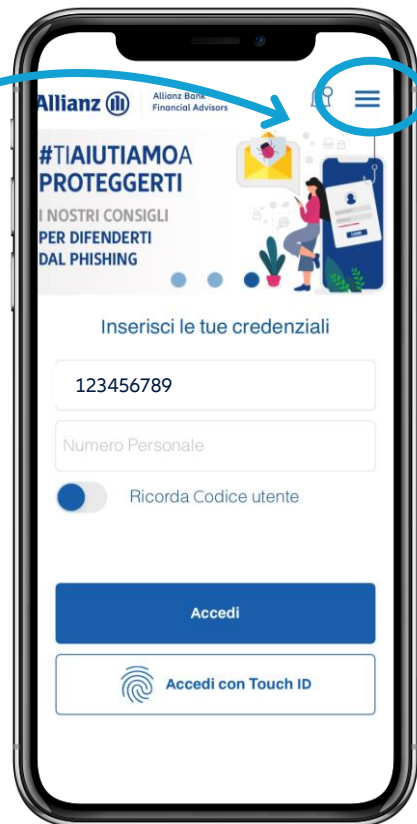 Allianz
Allianz Bank
Financial Advisors
#TIAIUTIAMOA
PROTEGGERTI
I NOSTRI CONSIGLI
PER DIFENDERTI
DAL PHISHING
Inserisci le tue credenziali
123456789
Numero Personale
Ricorda Codice utente
Accedi
Accedi con Touch ID